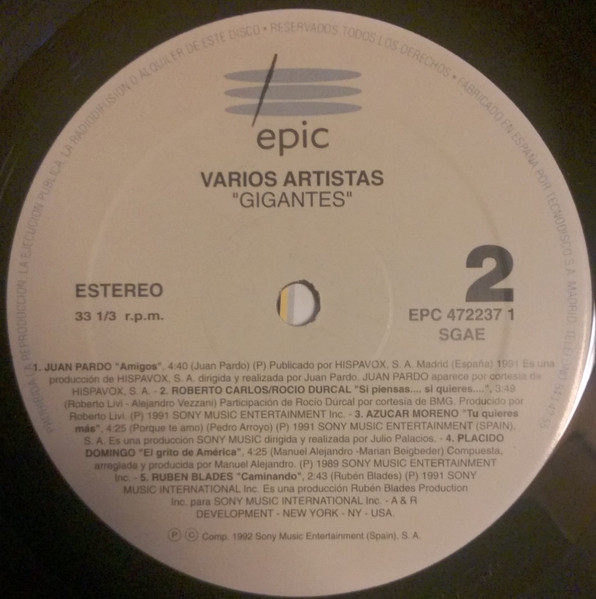 PROHIBIDA LA REPRODUCCION, LA EJECUCION PUBLICA, LA RADIODIFUSION O ALQUILER DE ESTE DISCO • RESERVADOS TODOS LOS DERECHOS • FABRICADO EN ESPAÑA POR TECNODISCO S.A. MADRID
epic
VARIOS ARTISTAS
"GIGANTES"
2
ESTEREO
33 1/3 r.p.m.
EPC 472237 1
SGAE
1. JUAN PARDO "Amigos", 4:40 (Juan Pardo) (P) Publicado por HISPAVOX, S. A. Madrid (España) 1991 Es una
producción de HISPAVOX, S. A. dirigida y realizada por Juan Pardo. JUAN PARDO aparece por cortesía de
HISPAVOX, S. A. - 2. ROBERTO CARLOS/ROCIO DURCAL "Si piensas.... si quieres....", 3:49
(Roberto Livi - Alejandro Vezzani) Participación de Rocío Dúrcal por cortesía de BMG. Producido por
Roberto Livi. (P) 1991 SONY MUSIC ENTERTAINMENT Inc. - 3. AZUCAR MORENO "Tu quieres
más", 4:25 (Porque te amo) (Pedro Arroyo) (P) 1991 SONY MUSIC ENTERTAINMENT (SPAIN),
S. A. Es una producción SONY MUSIC dirigida y realizada por Julio Palacios. - 4. PLACIDO
DOMINGO "El grito de América", 4:25 (Manuel Alejandro -Marian Beigbeder) Compuesta,
arreglada y producida por Manuel Alejandro. (P) 1989 SONY MUSIC ENTERTAINMENT
Inc. - 5. RUBEN BLADES "Caminando", 2:43 (Rubén Blades) (P) 1991 SONY
MUSIC INTERNATIONAL Inc. Es una producción Rubén Blades Production
Inc. para SONY MUSIC INTERNATIONAL Inc. - A & R
DEVELOPMENT - NEW YORK - NY - USA.
Ⓟ Ⓒ Comp. 1992 Sony Music Entertainment (Spain), S. A.